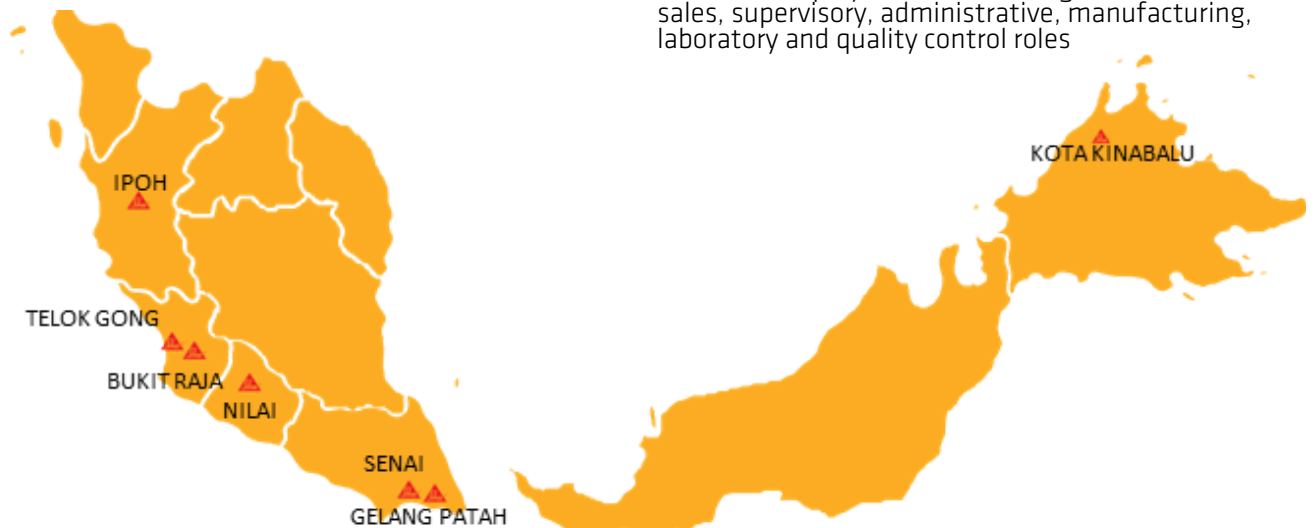 sales, supervisory, administrative, manufacturing,
laboratory and quality control roles
KOTA KINABALU
IPOH
TELOK GONG
BUKIT RAJA
NILAI
SENAI
GELANG PATAH